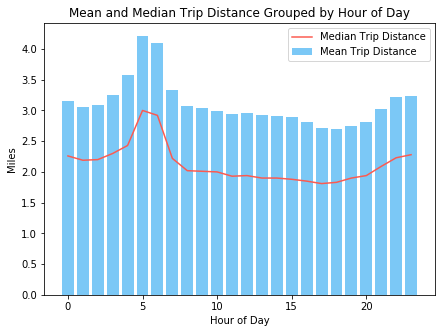 Mean and Median Trip Distance Grouped by Hour of Day
Median Trip Distance
Mean Trip Distance
4.0
3.5
3.0
2.5
2.0
1.5
1.0
0.5
0.0
Miles
0 5 10 15 20
Hour of Day